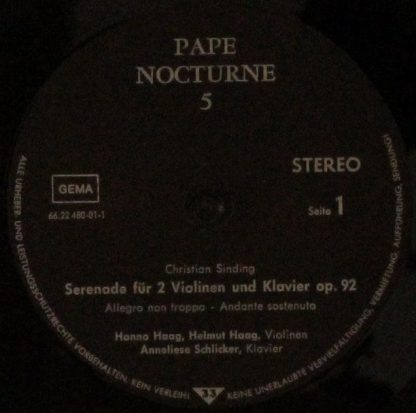 PAPE
NOCTURNE
5
STEREO
GEMA
66.22 480-01-1
Seite 1
Christian Sinding
Serenade für 2 Violinen und Klavier op. 92
Allegro non troppo - Andante sostenuto
Hanno Haag, Helmut Haag, Violinen
Anneliese Schlicker, Klavier
ALLE URHEBER- UND LEISTUNGSSCHUTZRECHTE VORBEHALTEN. KEIN VERLEIH!
33
KEINE UNERLAUBTE VERVIELFÄLTIGUNG, VERMIETUNG, AUFFÜHRUNG, SENDUNG!